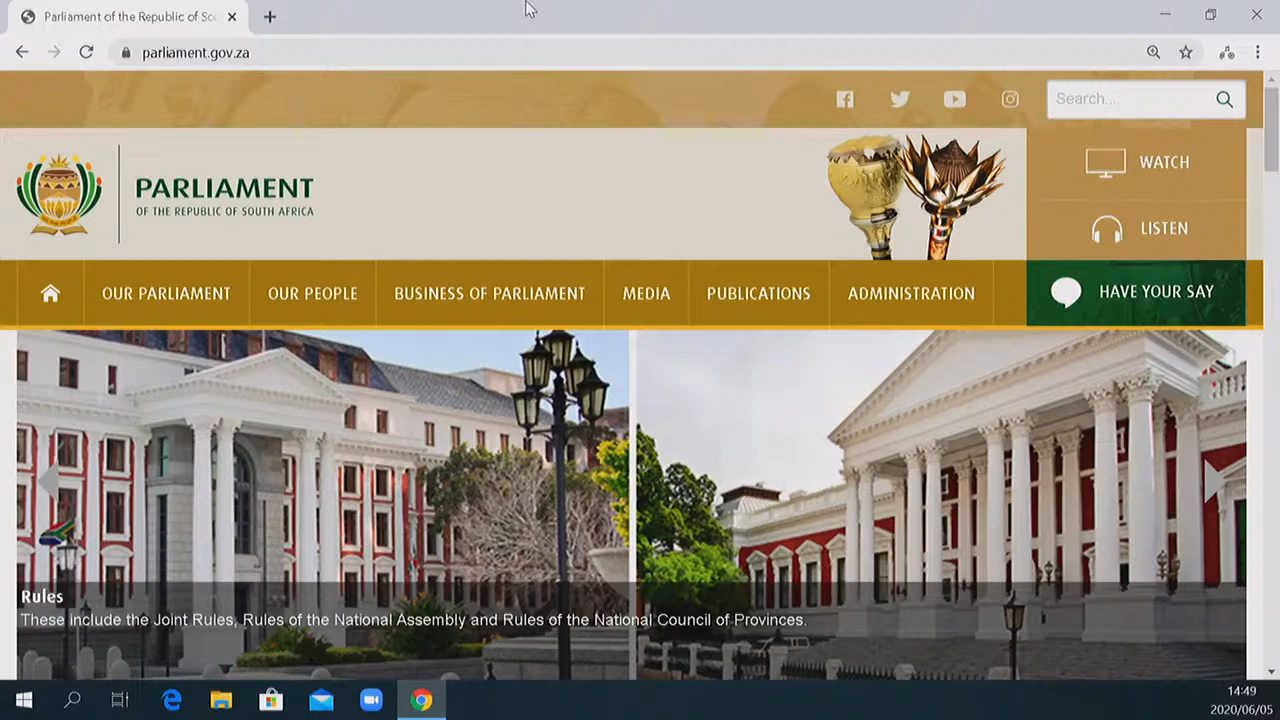 Parliament of the Republic of So
parliament.gov.za
Search....
WATCH
PARLIAMENT
OF THE REPUBLIC OF SOUTH AFRICA
LISTEN
OUR PARLIAMENT
OUR PEOPLE
BUSINESS OF PARLIAMENT
MEDIA
PUBLICATIONS
ADMINISTRATION
HAVE YOUR SAY
Rules
These include the Joint Rules, Rules of the National Assembly and Rules of the National Council of Provinces.
14:49
2020/06/05